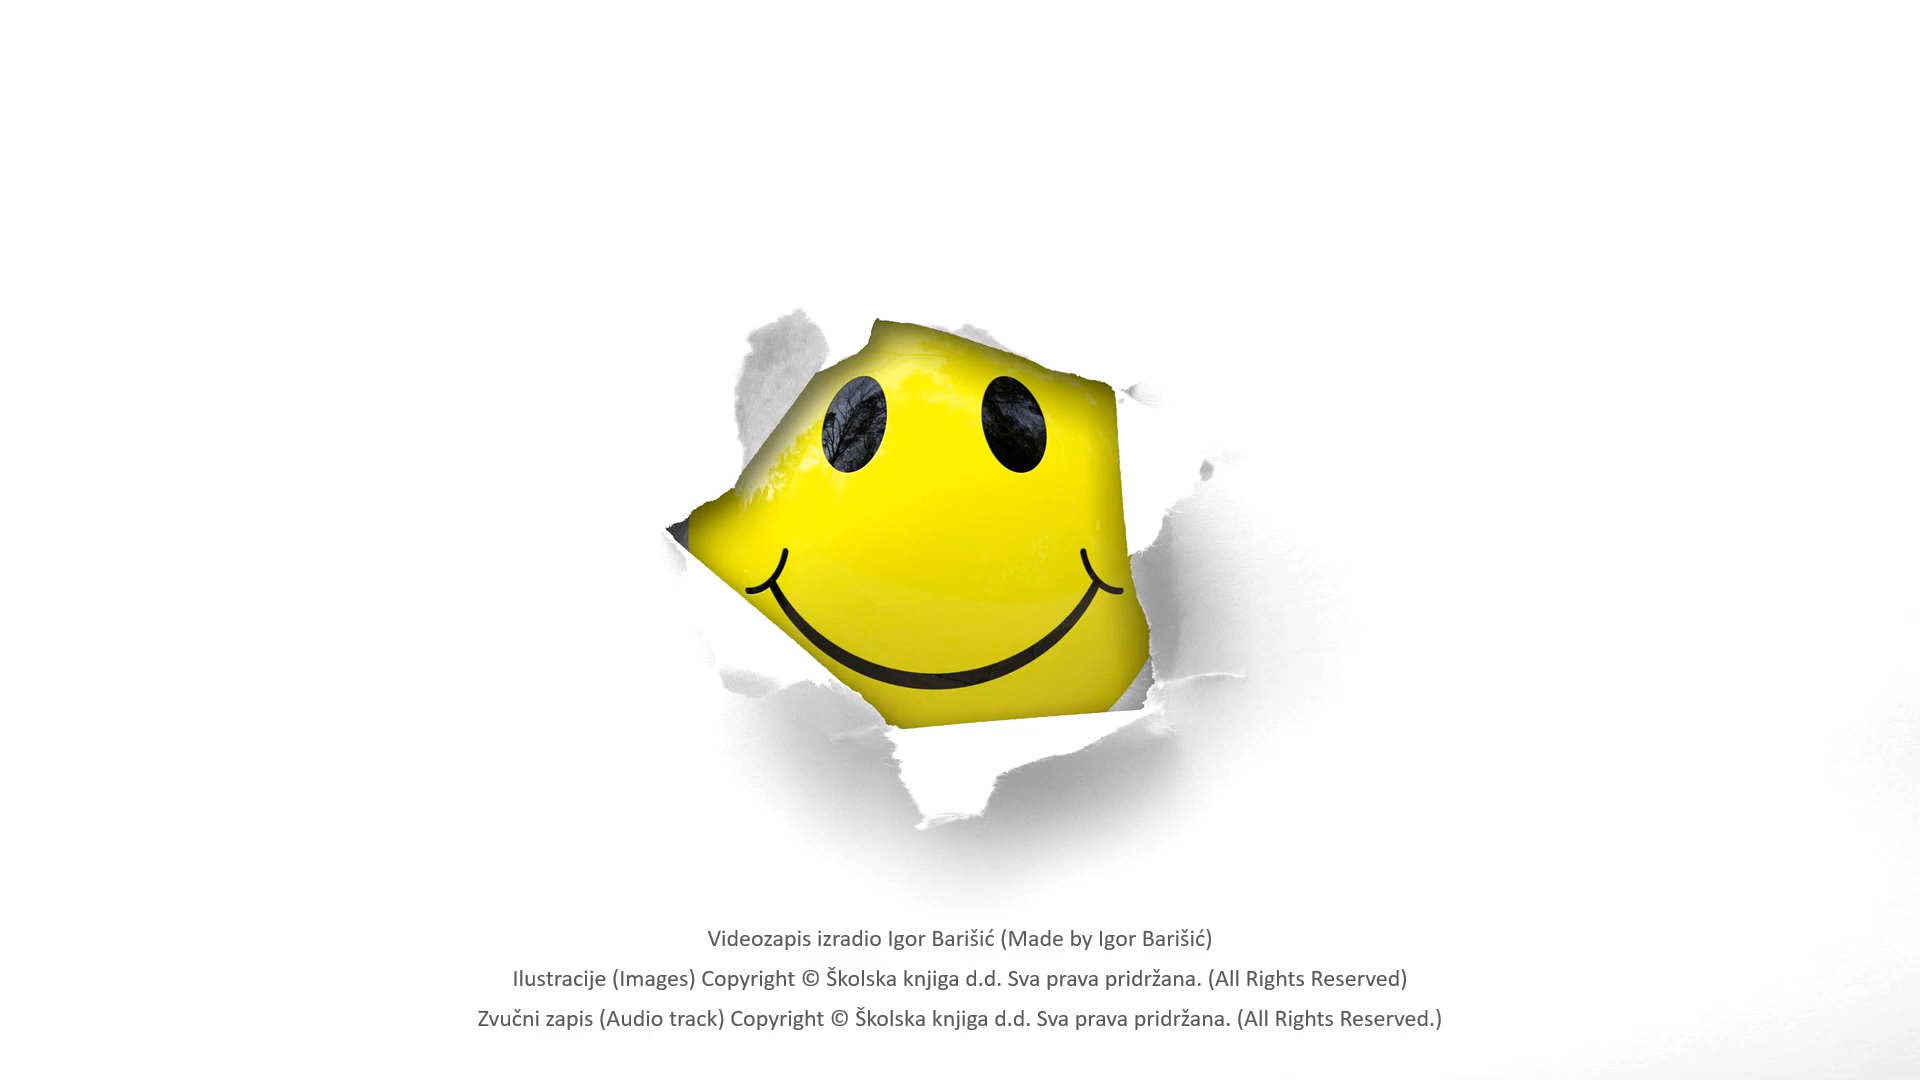 Videozapis izradio Igor Barišić (Made by Igor Barišić)
Ilustracije (Images) Copyright © Školska knjiga d.d. Sva prava pridržana. (All Rights Reserved)
Zvučni zapis (Audio track) Copyright © Školska knjiga d.d. Sva prava pridržana. (All Rights Reserved.)